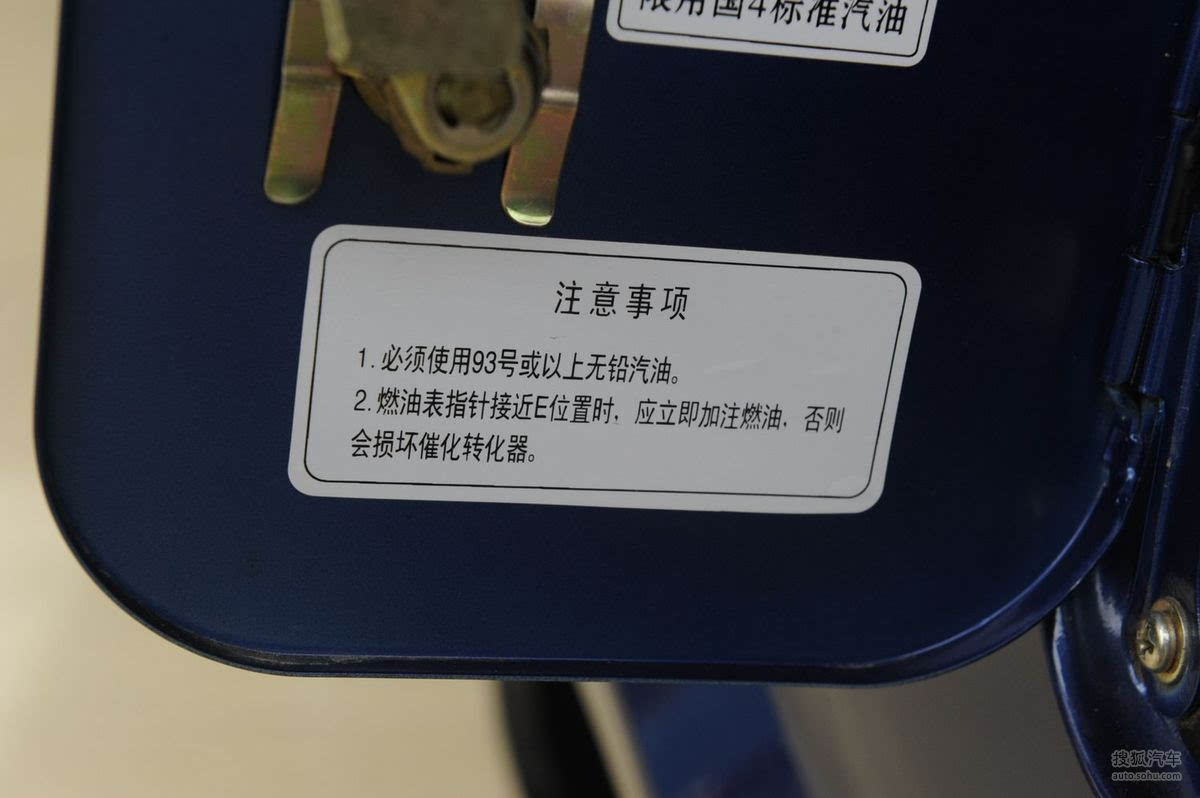 限用国4标准汽油
注意事项
1.必须使用93号或以上无铅汽油。
2.燃油表指针接近E位置时，应立即加注燃油，否则
会损坏催化转化器。
搜狐汽车
auto.sohu.com